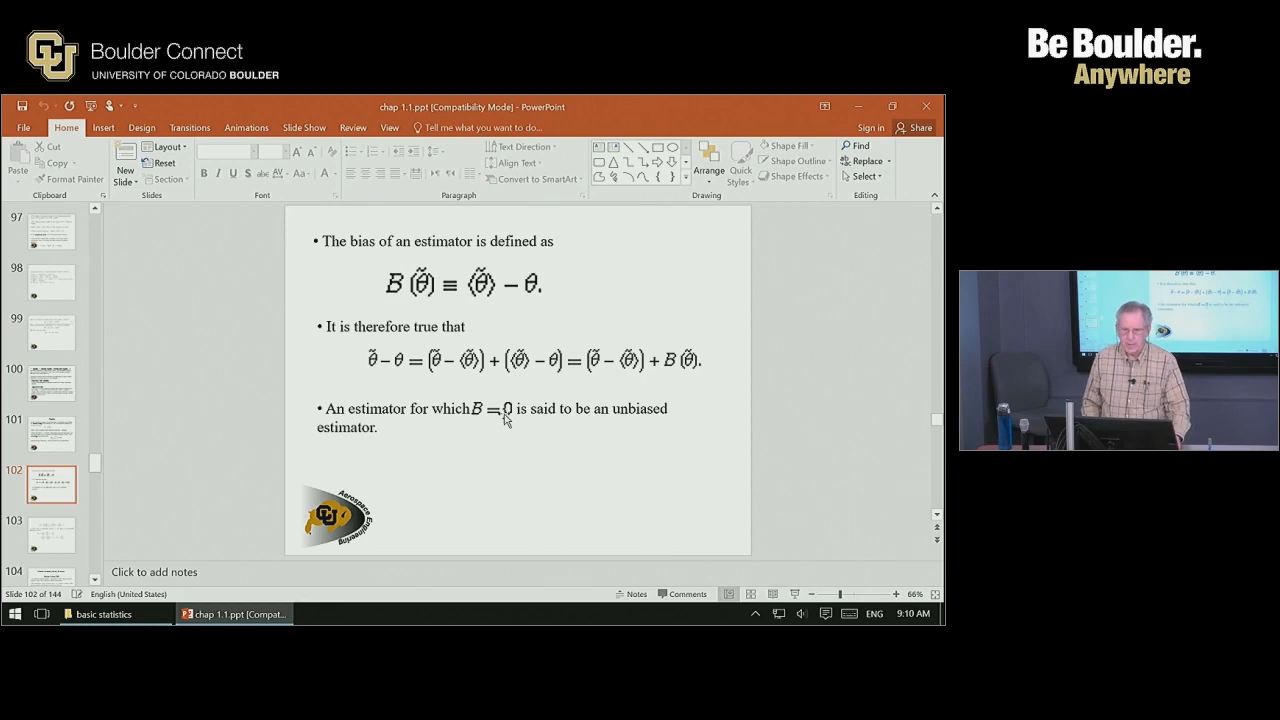 CU Boulder Connect
UNIVERSITY OF COLORADO BOULDER
Be Boulder.
Anywhere
chap 1.1.ppt [Compatibility Mode] - PowerPoint
File Home Insert Design Transitions Animations Slide Show Review View Tell me what you want to do... Sign in Share
Paste
Cut
Copy
Format Painter
Clipboard
New
Slide
Layout
Reset
Section
Slides
B I U S abc AV Aa A
Font
Text Direction
Align Text
Convert to SmartArt
Paragraph
Arrange
Quick
Styles
Shape Fill
Shape Outline
Shape Effects
Drawing
Find
Replace
Select
Editing
97
98
99
100
101
102
103
104
• The bias of an estimator is defined as
B(θ̃) ≡ ⟨θ̃⟩ − θ.
• It is therefore true that
θ̃ − θ = (θ̃ − ⟨θ̃⟩) + (⟨θ̃⟩ − θ) = (θ̃ − ⟨θ̃⟩) + B(θ̃).
• An estimator for which B = 0 is said to be an unbiased
estimator.
CU
Aerospace
Engineering
Click to add notes
Slide 102 of 144 English (United States) Notes Comments 66%
basic statistics chap 1.1.ppt [Compat... ENG 9:10 AM